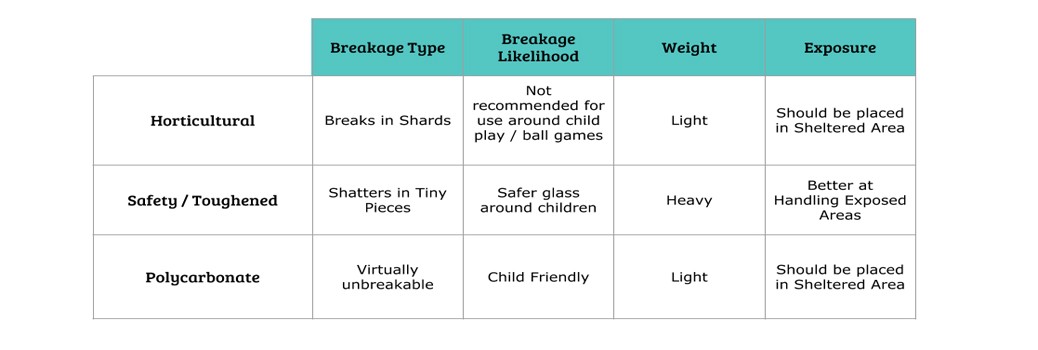 Breakage Type
Breakage
Likelihood
Weight
Exposure
Horticultural
Breaks in Shards
Not
recommended for
use around child
play / ball games
Light
Should be placed
in Sheltered Area
Safety / Toughened
Shatters in Tiny
Pieces
Safer glass
around children
Heavy
Better at
Handling Exposed
Areas
Polycarbonate
Virtually
unbreakable
Child Friendly
Light
Should be placed
in Sheltered Area